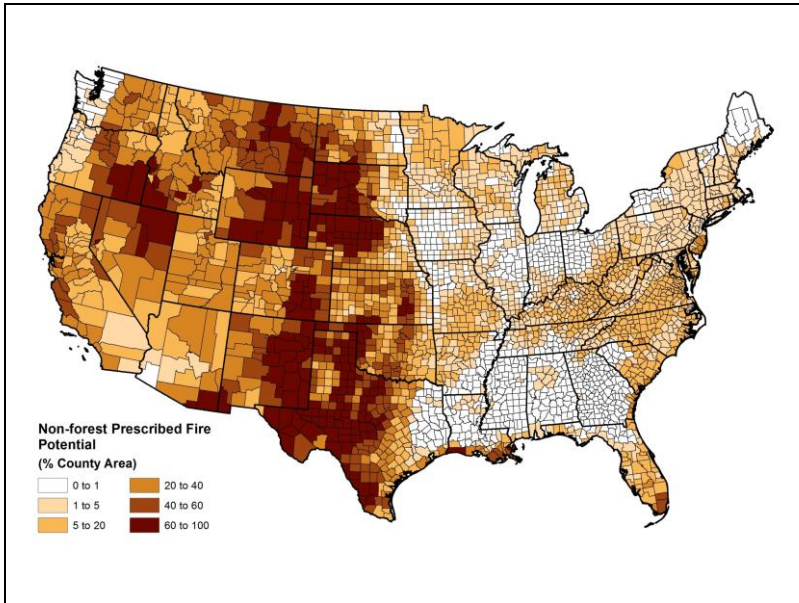 Non-forest Prescribed Fire
Potential
(% County Area)
0 to 1
20 to 40
1 to 5
40 to 60
5 to 20
60 to 100